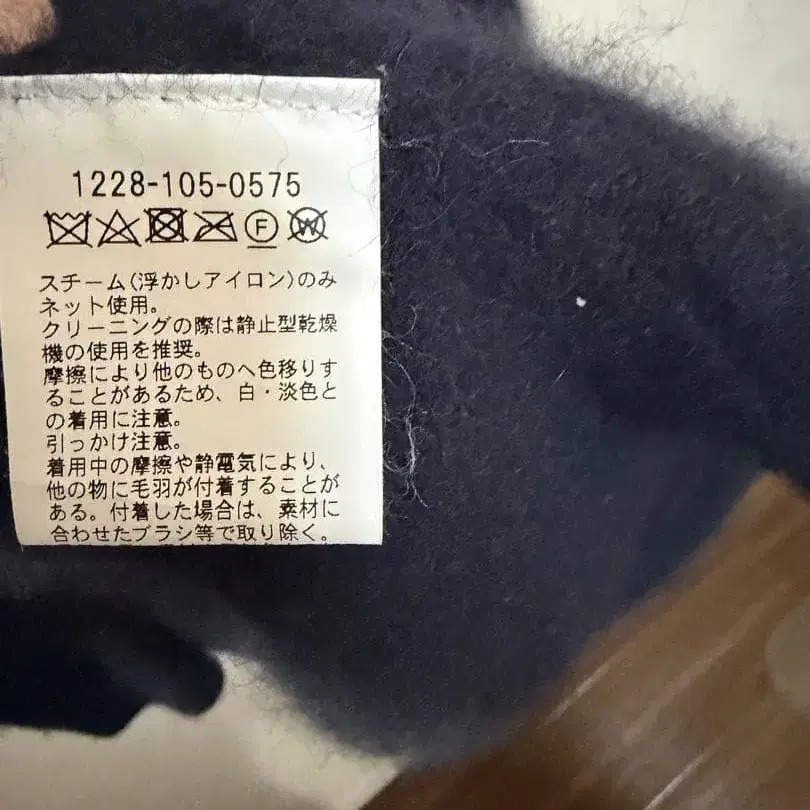 1228-105-0575
F W
スチーム(浮かしアイロン)のみ
ネット使用。
クリーニングの際は静止型乾燥
機の使用を推奨。
摩擦により他のものへ色移りす
ることがあるため、白・淡色と
の着用に注意。
引っかけ注意。
着用中の摩擦や静電気により、
他の物に毛羽が付着することが
ある。付着した場合は、素材に
合わせたブラシ等で取り除く。